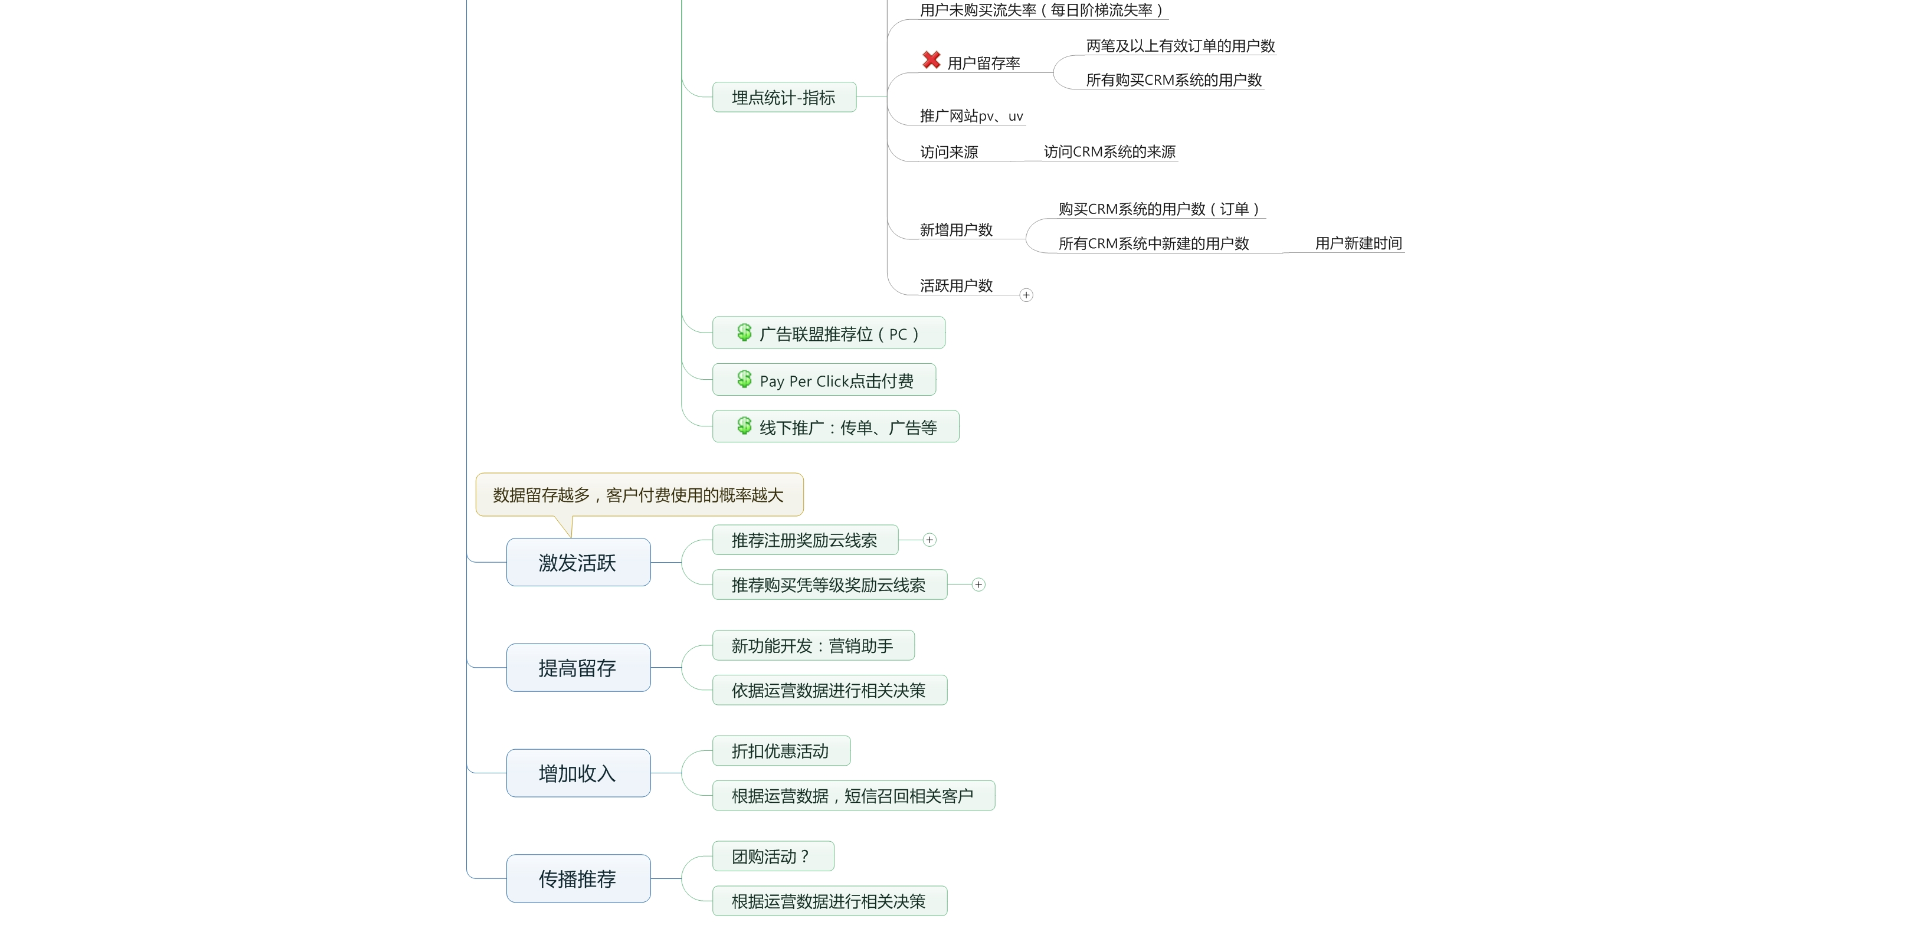 用户未购买流失率（每日阶梯流失率）
用户留存率
两笔及以上有效订单的用户数
所有购买CRM系统的用户数
埋点统计-指标
推广网站pv、uv
访问来源
访问CRM系统的来源
新增用户数
购买CRM系统的用户数（订单）
所有CRM系统中新建的用户数
用户新建时间
活跃用户数
广告联盟推荐位（PC）
Pay Per Click点击付费
线下推广：传单、广告等
数据留存越多，客户付费使用的概率越大
激发活跃
推荐注册奖励云线索
推荐购买凭等级奖励云线索
提高留存
新功能开发：营销助手
依据运营数据进行相关决策
增加收入
折扣优惠活动
根据运营数据，短信召回相关客户
传播推荐
团购活动？
根据运营数据进行相关决策